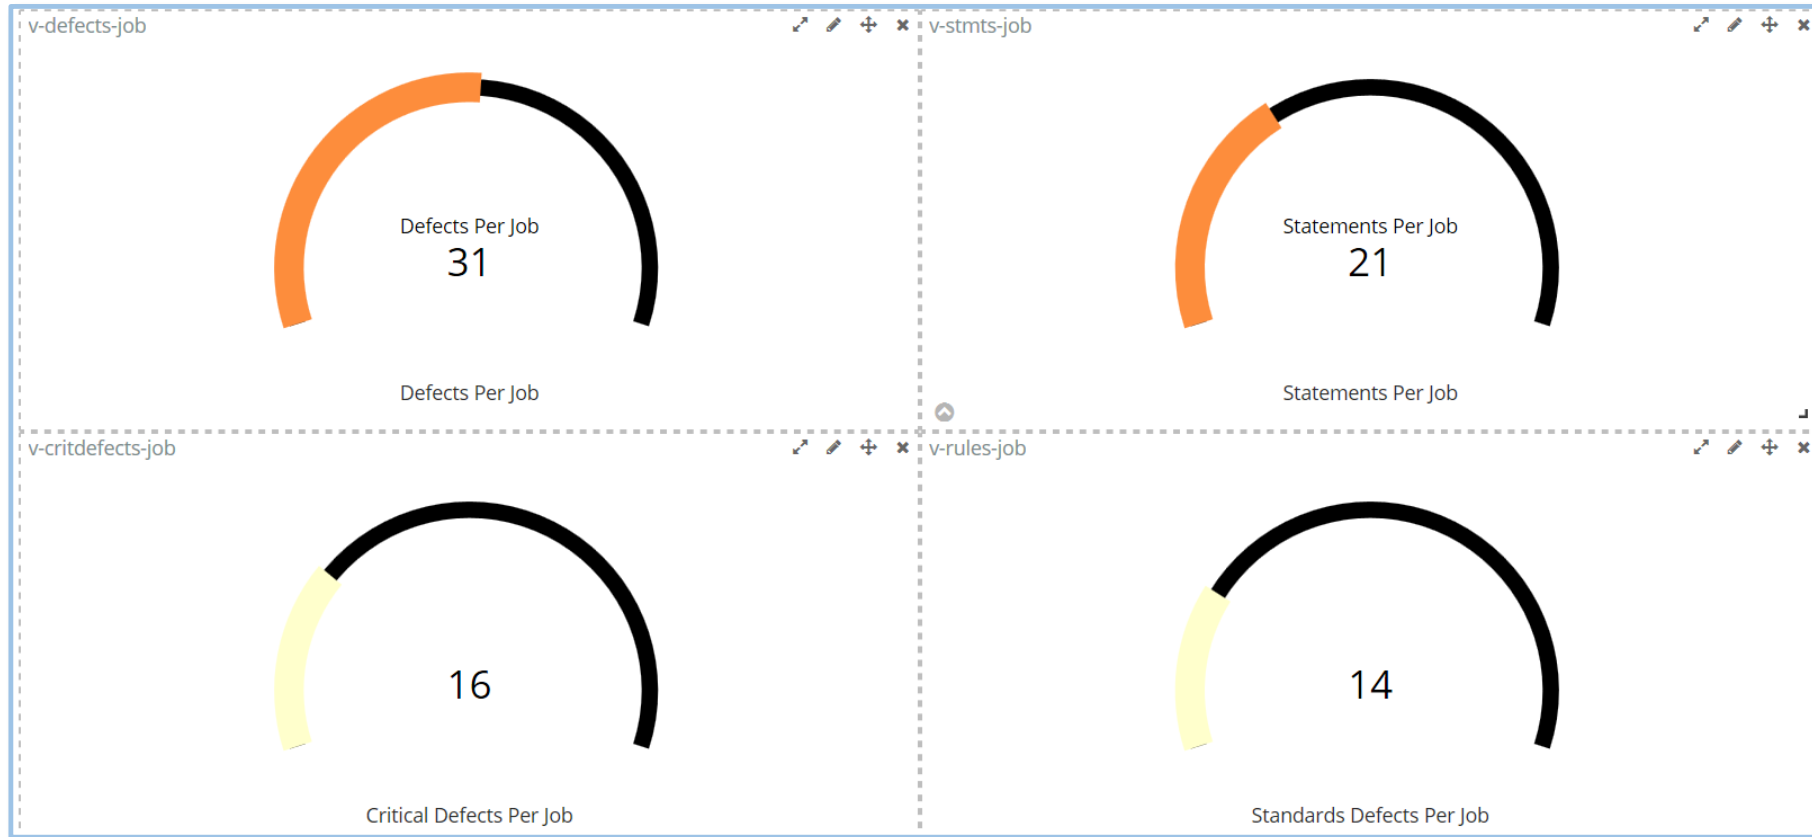 v-defects-job
Defects Per Job
31
Defects Per Job
v-stmts-job
Statements Per Job
21
Statements Per Job
v-critdefects-job
16
Critical Defects Per Job
v-rules-job
14
Standards Defects Per Job